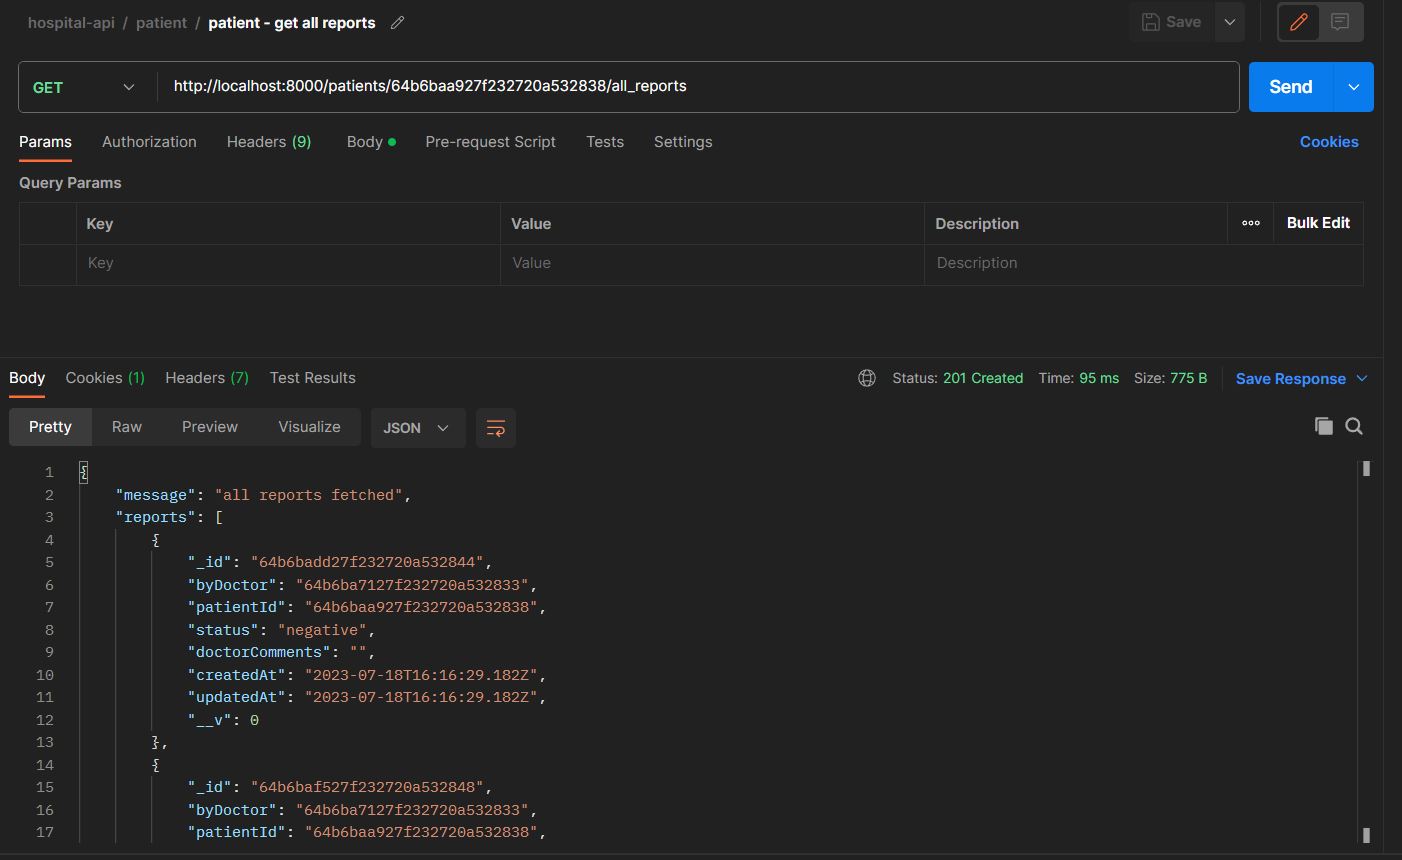 hospital-api / patient / patient - get all reports
Save
GET
http://localhost:8000/patients/64b6baa927f232720a532838/all_reports
Send
Params Authorization Headers (9) Body Pre-request Script Tests Settings Cookies
Query Params
Key Value Description Bulk Edit
Key Value Description
Body Cookies (1) Headers (7) Test Results Status: 201 Created Time: 95 ms Size: 775 B Save Response
Pretty Raw Preview Visualize JSON
1 {
2 "message": "all reports fetched",
3 "reports": [
4 {
5 "_id": "64b6badd27f232720a532844",
6 "byDoctor": "64b6ba7127f232720a532833",
7 "patientId": "64b6baa927f232720a532838",
8 "status": "negative",
9 "doctorComments": "",
10 "createdAt": "2023-07-18T16:16:29.182Z",
11 "updatedAt": "2023-07-18T16:16:29.182Z",
12 "__v": 0
13 },
14 {
15 "_id": "64b6baf527f232720a532848",
16 "byDoctor": "64b6ba7127f232720a532833",
17 "patientId": "64b6baa927f232720a532838",